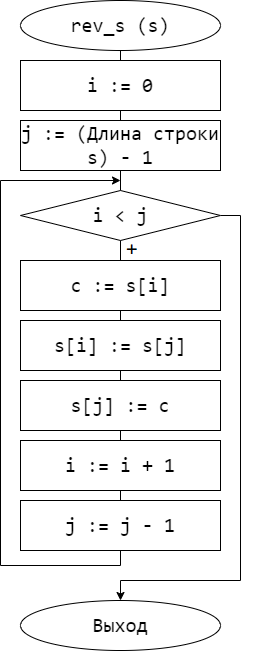 rev_s (s)
i := 0
j := (Длина строки
s) - 1
i < j
+
c := s[i]
s[i] := s[j]
s[j] := c
i := i + 1
j := j - 1
Выход